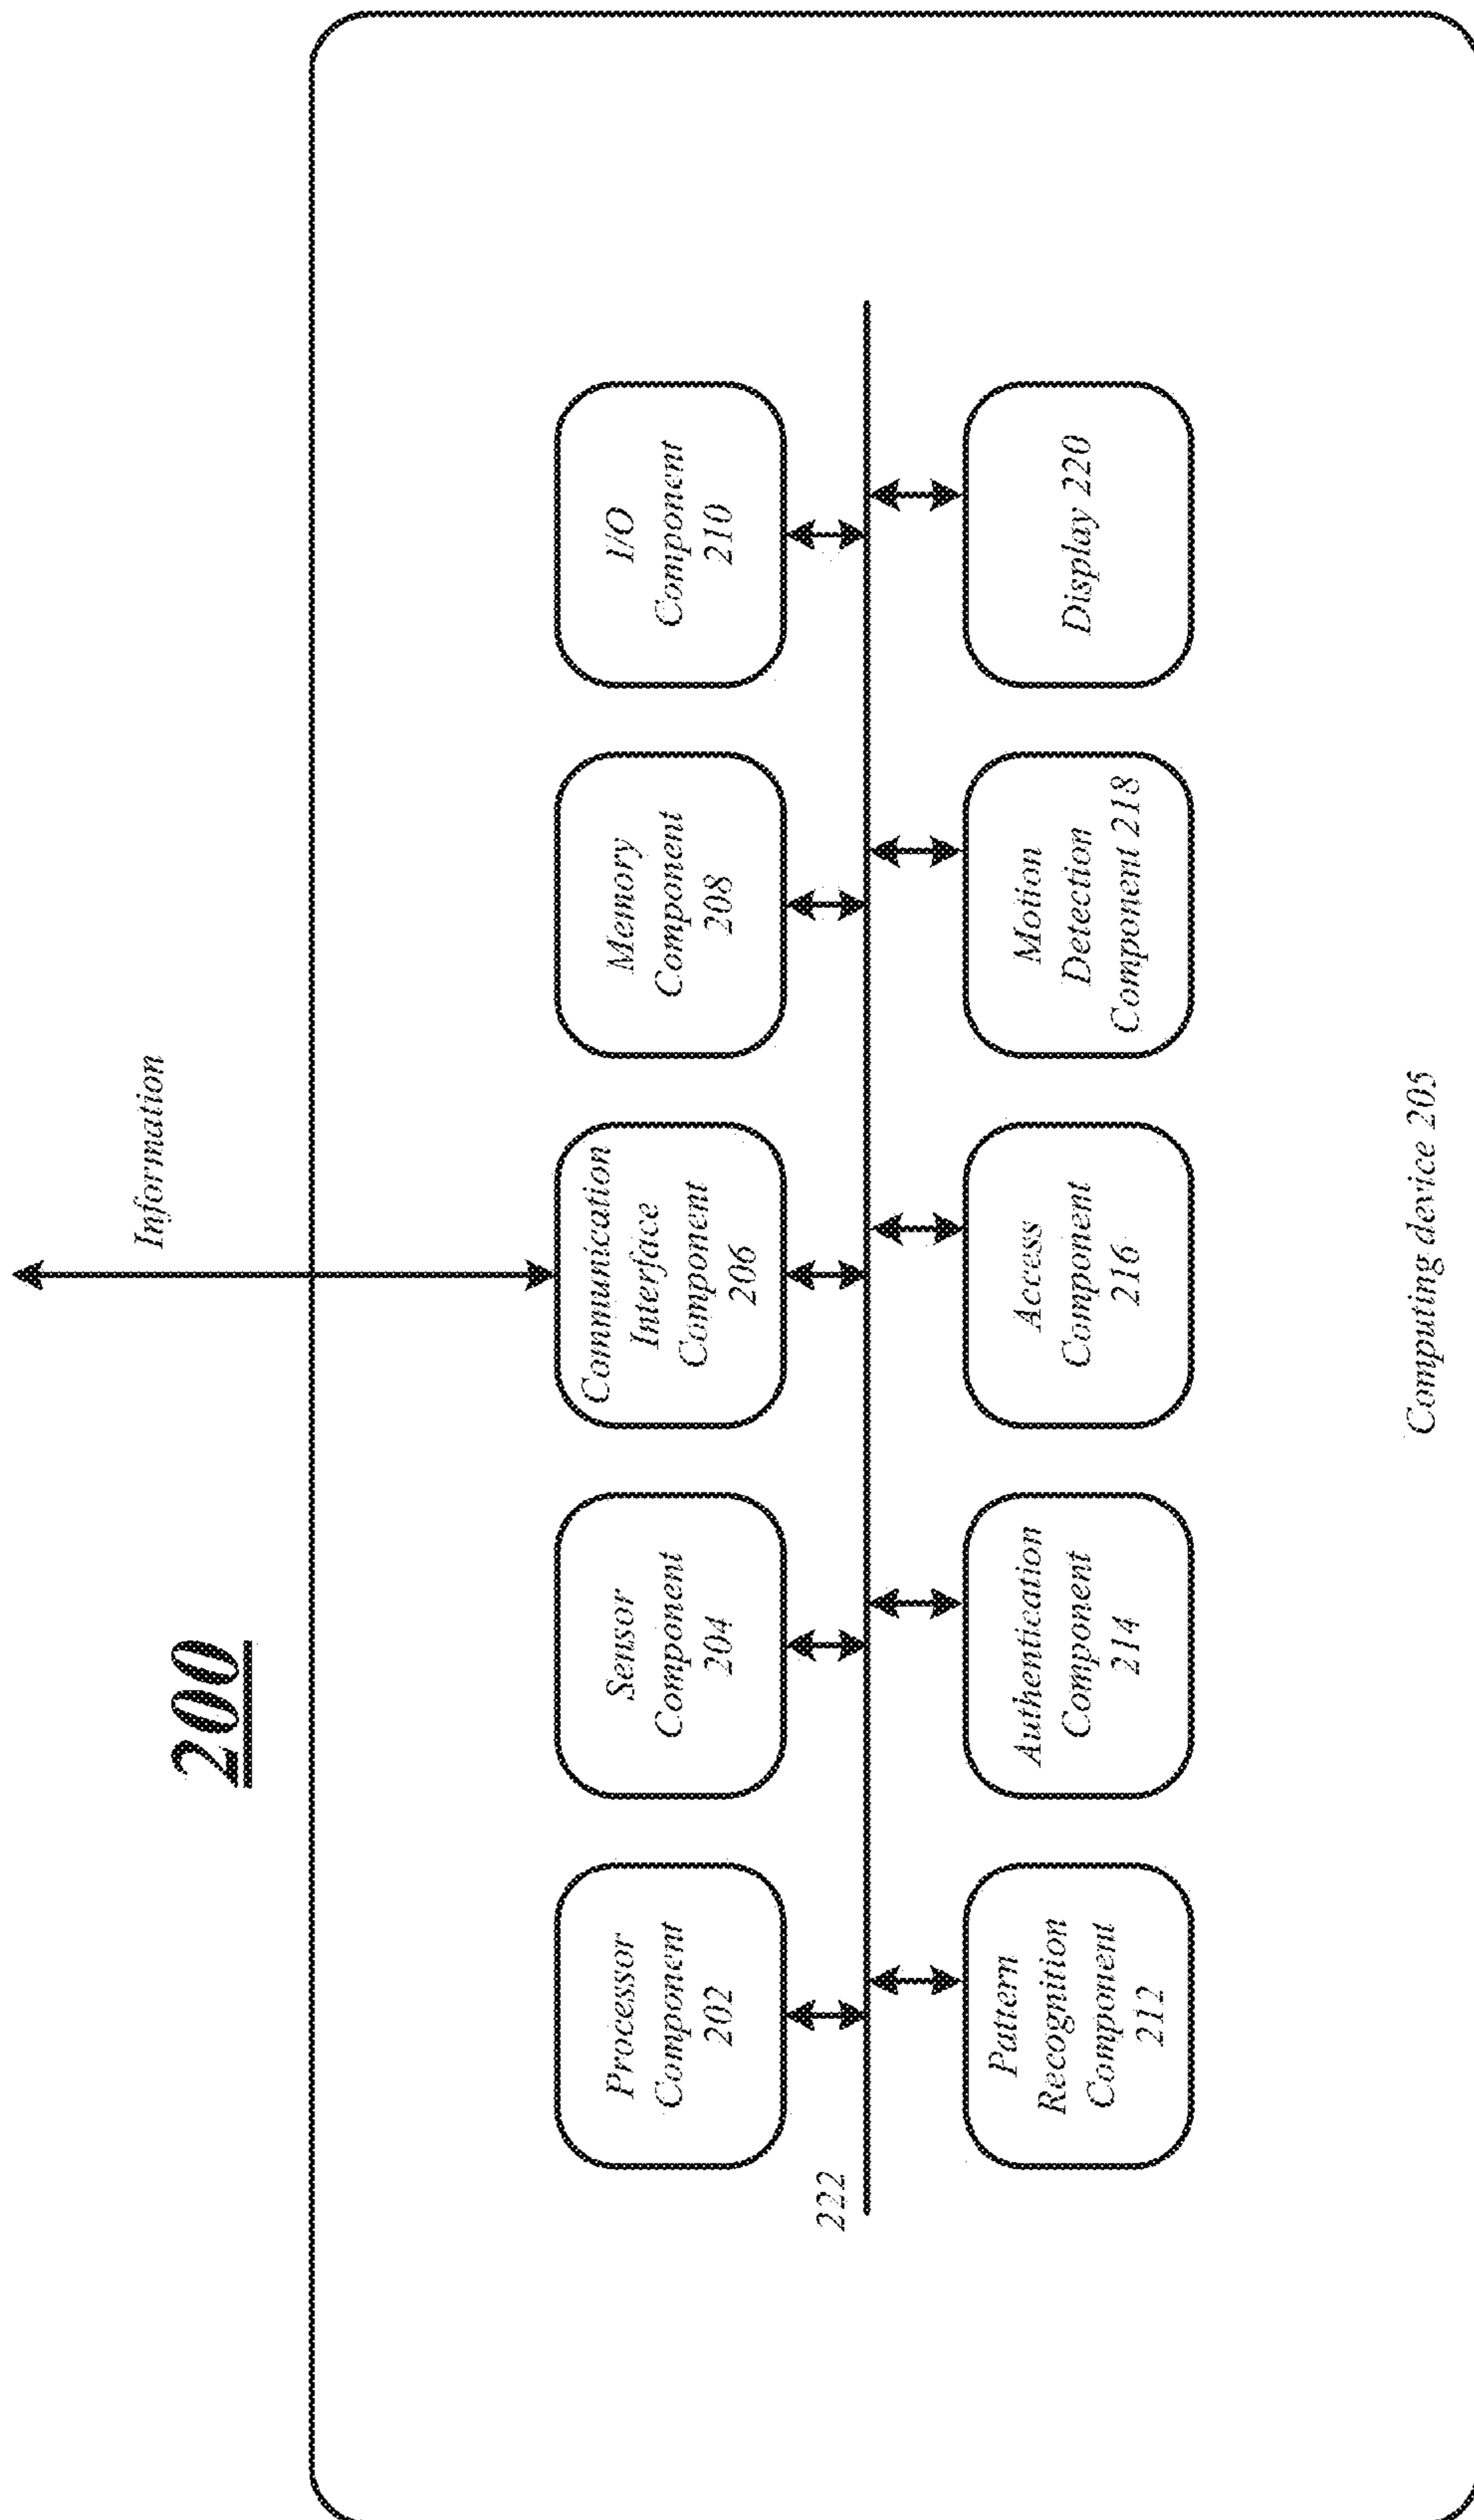 200
Information
Processor
Component
202
Sensor
Component
204
Communication
Interface
Component
206
Memory
Component
208
I/O
Component
210
222
Pattern
Recognition
Component
212
Authentication
Component
214
Access
Component
216
Motion
Detection
Component 218
Display 220
Computing device 205